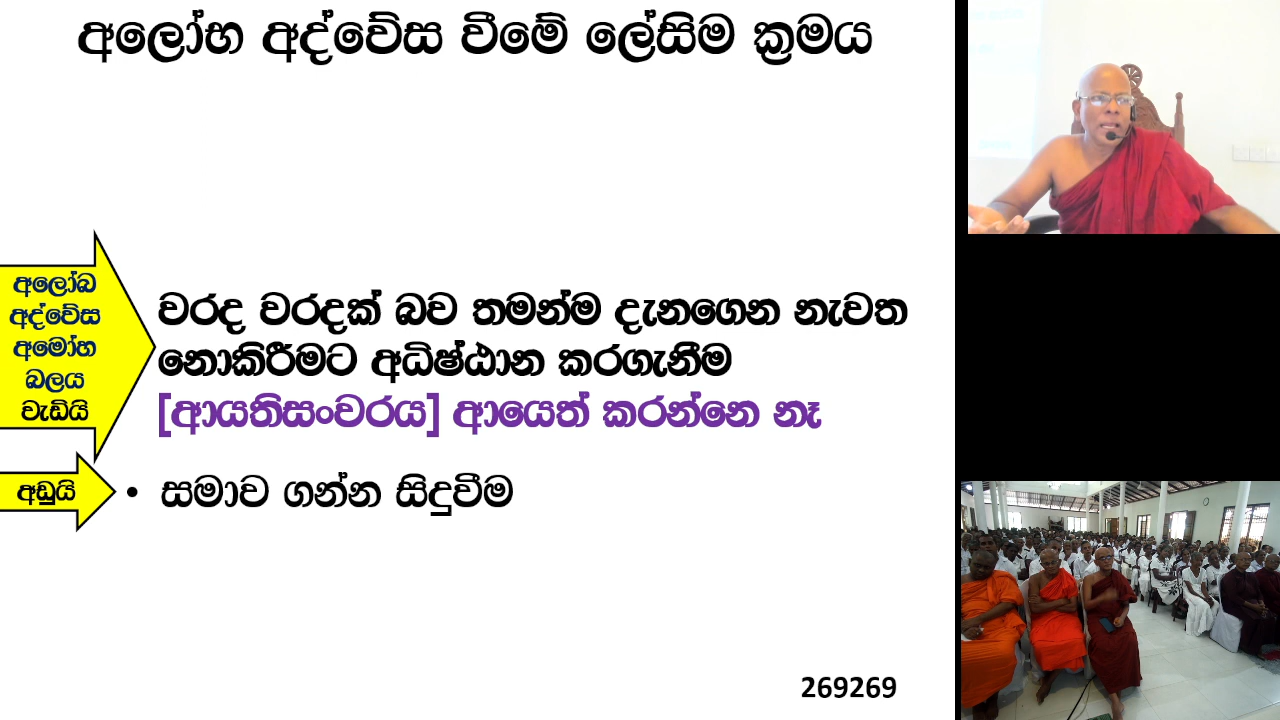 අලෝභ අද්වේස වීමේ ලේසිම ක්‍රමය
අලෝබ
අද්වේස
අමෝහ
බලය
වැඩියි
වරද වරදක් බව තමන්ම දැනගෙන නැවත
නොකිරීමට අධිෂ්ඨාන කරගැනීම
[ආයතිසංවරය] ආයෙත් කරන්නෙ නෑ
අඩුයි
• සමාව ගන්න සිදුවීම
269269